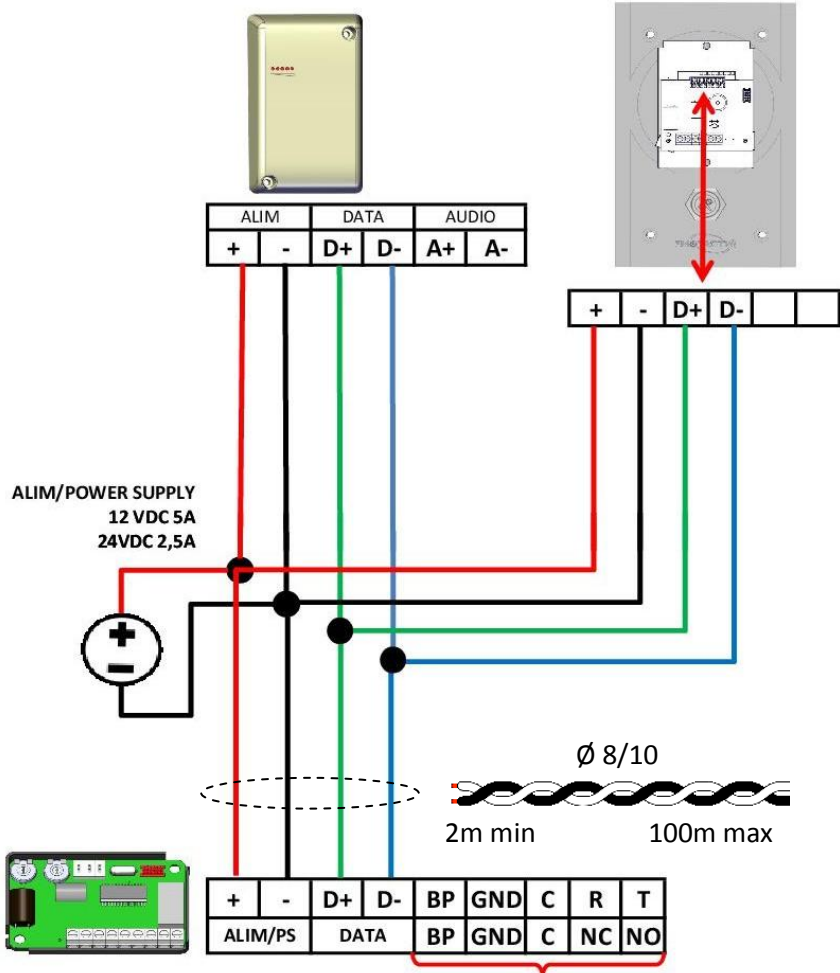 ALIM DATA AUDIO
+ - D+ D- A+ A-
+ - D+ D-
ALIM/POWER SUPPLY
12 VDC 5A
24VDC 2,5A
+
-
Ø 8/10
2m min 100m max
+ - D+ D- BP GND C R T
ALIM/PS DATA BP GND C NC NO